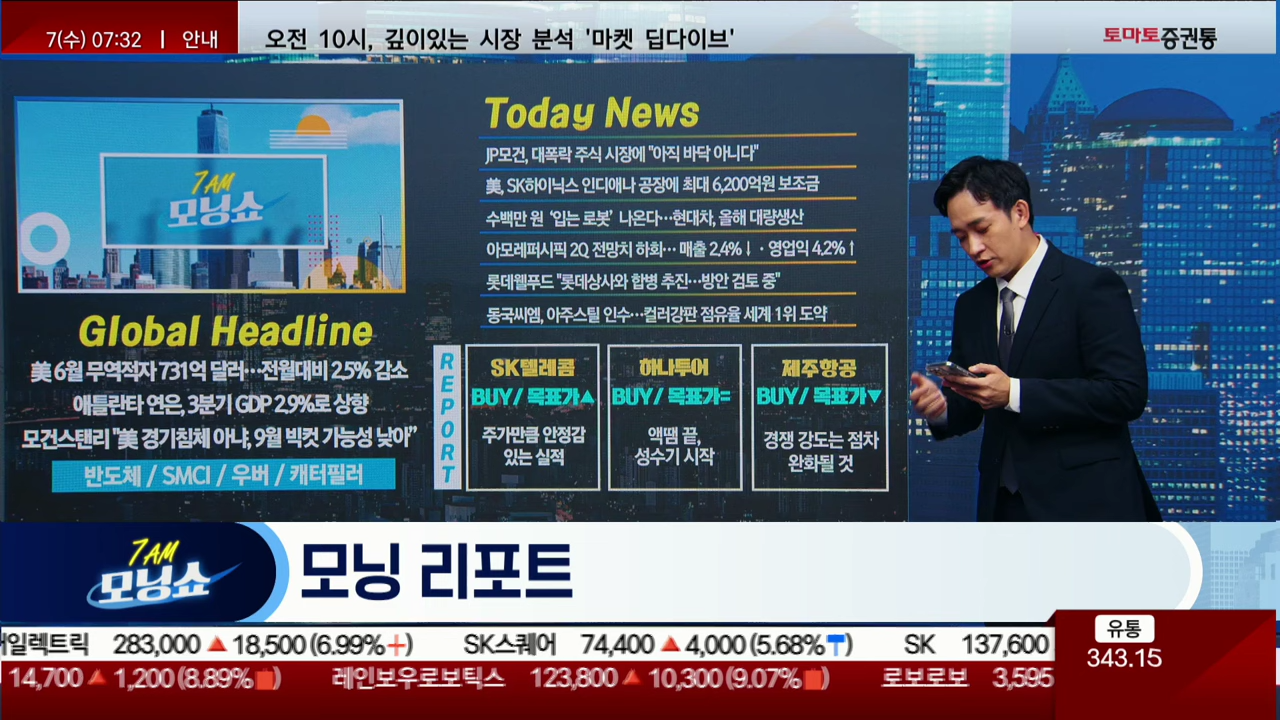 7(수) 07:32 | 안내
오전 10시, 깊이있는 시장 분석 '마켓 딥다이브'
토마토증권통
7 AM
모닝쇼
Global Headline
美 6월 무역적자 731억 달러…전월대비 2.5% 감소
애틀란타 연은, 3분기 GDP 2.9%로 상향
모건스탠리 "美 경기침체 아냐, 9월 빅컷 가능성 낮아"
반도체 / SMCI / 우버 / 캐터필러
Today News
JP모건, 대폭락 주식 시장에 "아직 바닥 아니다"
美, SK하이닉스 인디애나 공장에 최대 6,200억원 보조금
수백만 원 '입는 로봇' 나온다…현대차, 올해 대량생산
아모레퍼시픽 2Q 전망치 하회… 매출 2.4%↓ · 영업익 4.2%↑
롯데웰푸드 "롯데상사와 합병 추진…방안 검토 중"
동국씨엠, 아주스틸 인수…컬러강판 점유율 세계 1위 도약
REPORT
SK텔레콤
BUY / 목표가▲
주가만큼 안정감
있는 실적
하나투어
BUY / 목표가=
액땜 끝,
성수기 시작
제주항공
BUY / 목표가▼
경쟁 강도는 점차
완화될 것
7 AM
모닝쇼
모닝 리포트
일렉트릭 283,000 ▲ 18,500 (6.99%+) SK스퀘어 74,400 ▲ 4,000 (5.68%) SK 137,600
14,700 ▲ 1,200 (8.89%) 레인보우로보틱스 123,800 ▲ 10,300 (9.07%) 로보로보 3,595
유통
343.15